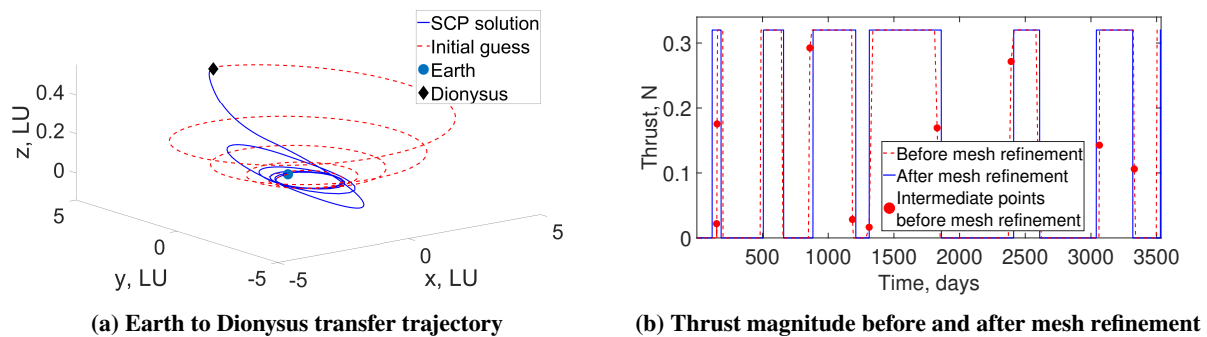 SCP solution
Initial guess
Earth
Dionysus
z, LU
0.4
0.2
0
5
0
-5
y, LU
-5
0
5
x, LU
(a) Earth to Dionysus transfer trajectory
Thrust, N
0.3
0.2
0.1
0
Before mesh refinement
After mesh refinement
Intermediate points
before mesh refinement
500 1000 1500 2000 2500 3000 3500
Time, days
(b) Thrust magnitude before and after mesh refinement